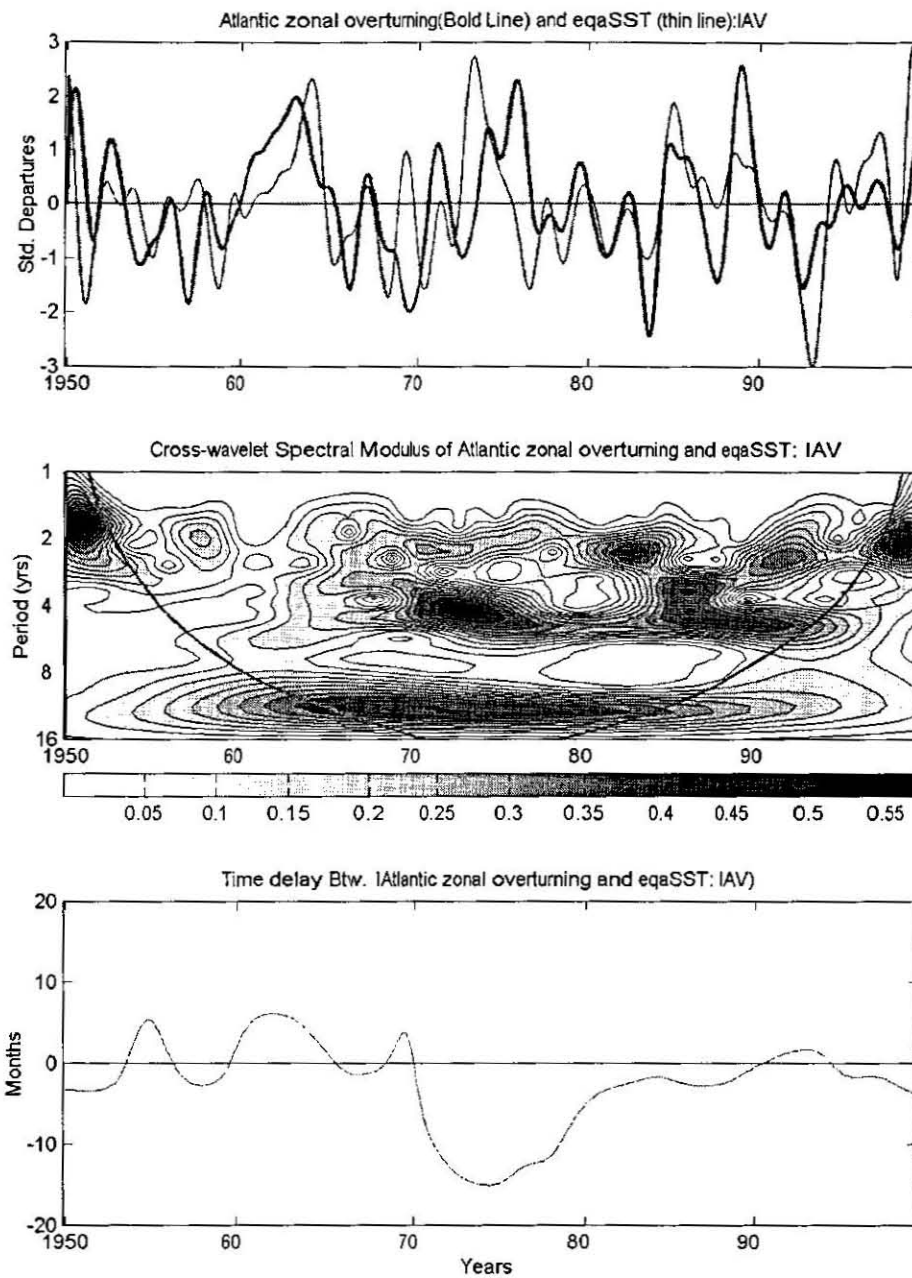 Atlantic zonal overturning(Bold Line) and eqaSST (thin line):IAV
3
2
1
0
-1
-2
-3
Std. Departures
1950 60 70 80 90
Cross-wavelet Spectral Modulus of Atlantic zonal overturning and eqaSST: IAV
1
2
4
8
16
Period (yrs)
1950 60 70 80 90
0.05 0.1 0.15 0.2 0.25 0.3 0.35 0.4 0.45 0.5 0.55
Time delay Btw. IAtlantic zonal overturning and eqaSST: IAV)
20
10
0
-10
-20
Months
1950 60 70 80 90
Years